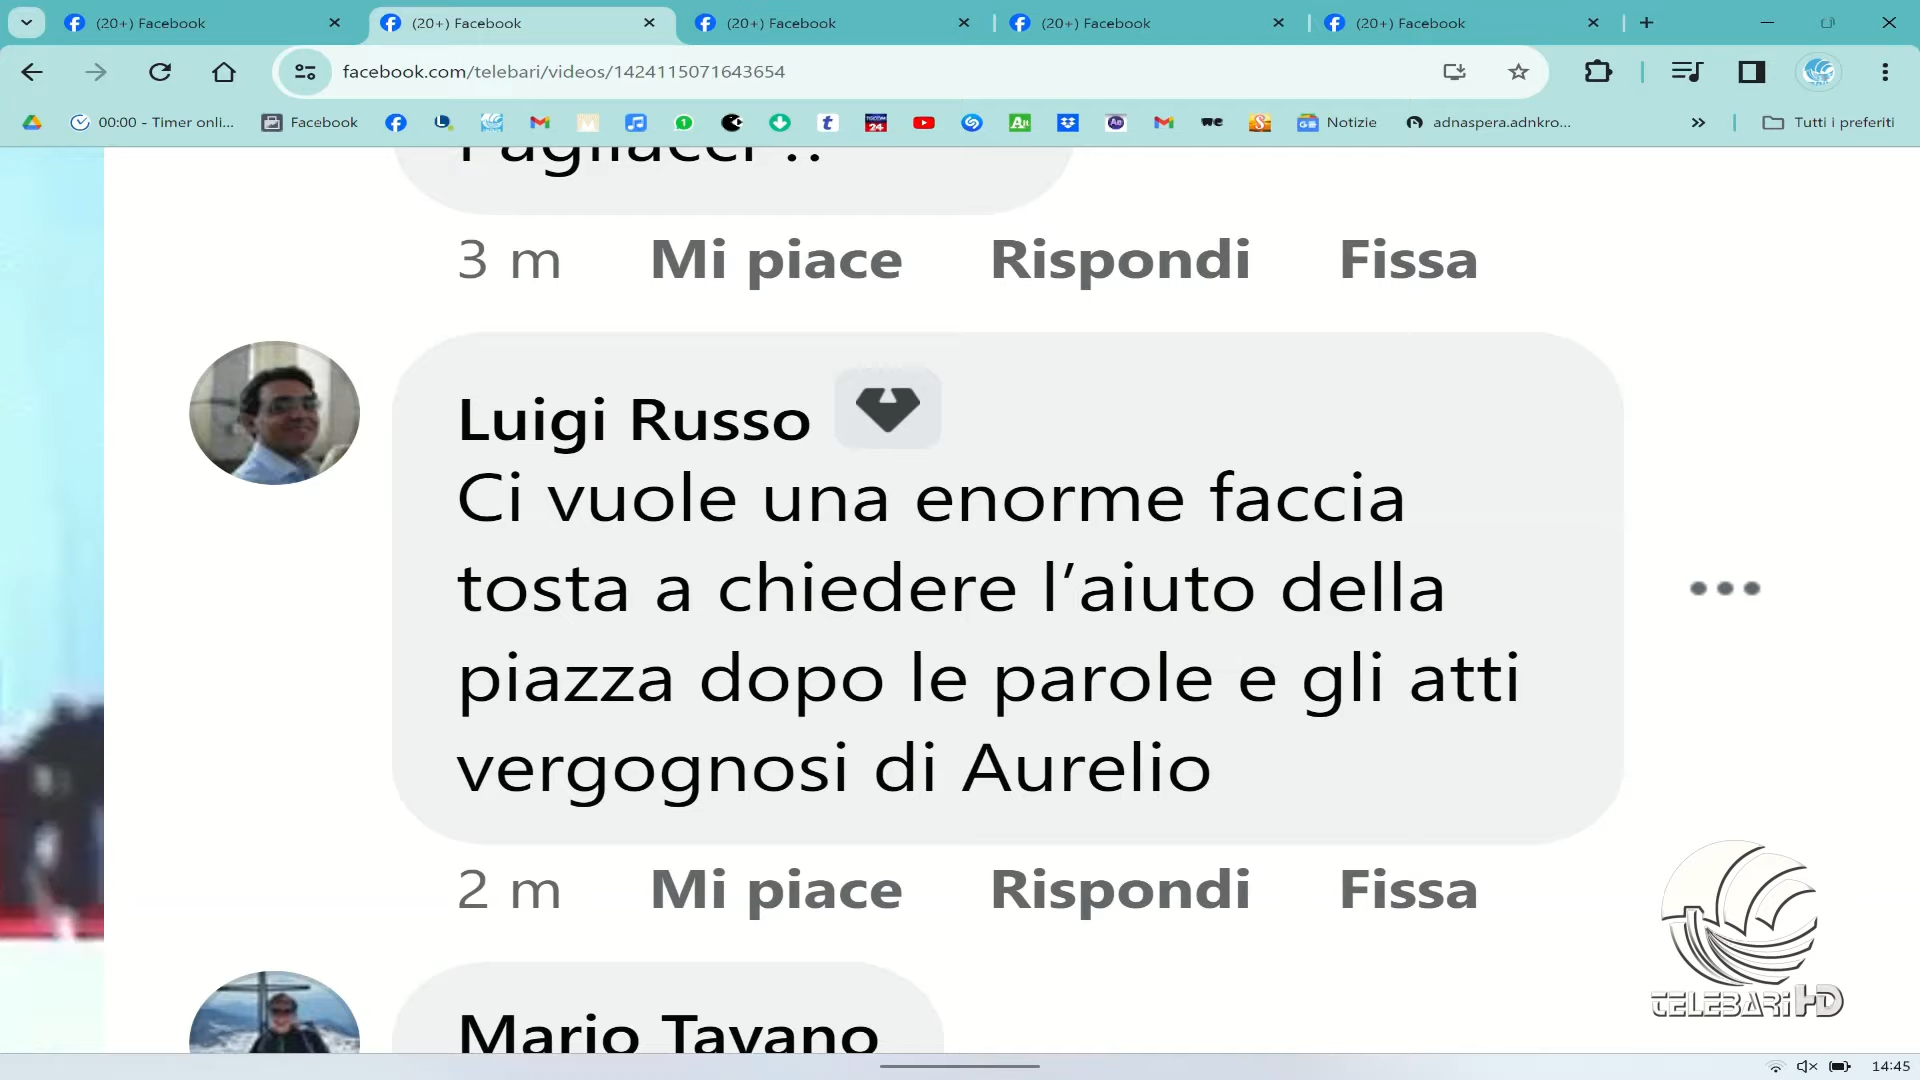 (20+) Facebook
(20+) Facebook
(20+) Facebook
(20+) Facebook
(20+) Facebook
facebook.com/telebari/videos/1424115071643654
00:00 - Timer onli...
Facebook
Notizie
adnaspera.adnkro...
Tutti i preferiti
Pagliacci !!
3 m Mi piace Rispondi Fissa
Luigi Russo
Ci vuole una enorme faccia
tosta a chiedere l’aiuto della
piazza dopo le parole e gli atti
vergognosi di Aurelio
2 m Mi piace Rispondi Fissa
Mario Tavano
TELEBARI HD
14:45